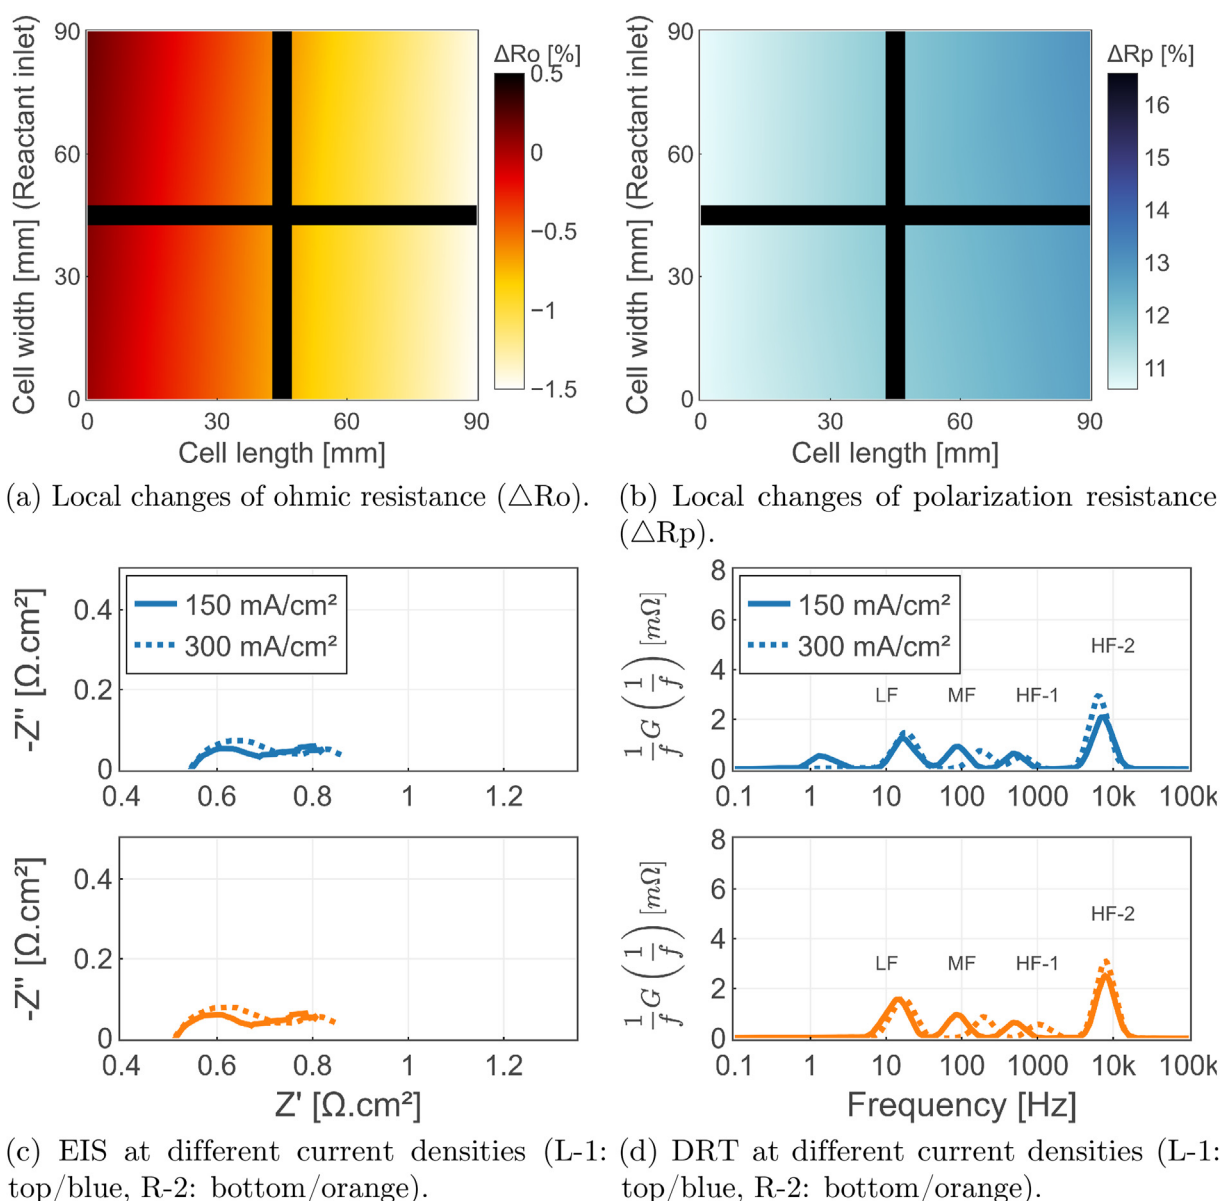 90
60
30
0
Cell width [mm] (Reactant inlet)
0
30
60
90
Cell length [mm]
ΔRo [%]
0.5
0
−0.5
−1
−1.5
90
60
30
0
Cell width [mm] (Reactant inlet)
0
30
60
90
Cell length [mm]
ΔRp [%]
16
15
14
13
12
11
(a) Local changes of ohmic resistance (△Ro).
(b) Local changes of polarization resistance
(△Rp).
-Z'' [Ω.cm²]
0.4
0.2
0
150 mA/cm²
300 mA/cm²
0.4
0.6
0.8
1
1.2
-Z'' [Ω.cm²]
0.4
0.2
0
0.4
0.6
0.8
1
1.2
Z' [Ω.cm²]
1/f G (1/f) [mΩ]
8
6
4
2
0
150 mA/cm²
300 mA/cm²
LF
MF
HF-1
HF-2
0.1
1
10
100
1000
10k
100k
1/f G (1/f) [mΩ]
8
6
4
2
0
LF
MF
HF-1
HF-2
0.1
1
10
100
1000
10k
100k
Frequency [Hz]
(c) EIS at different current densities (L-1:
top/blue, R-2: bottom/orange).
(d) DRT at different current densities (L-1:
top/blue, R-2: bottom/orange).